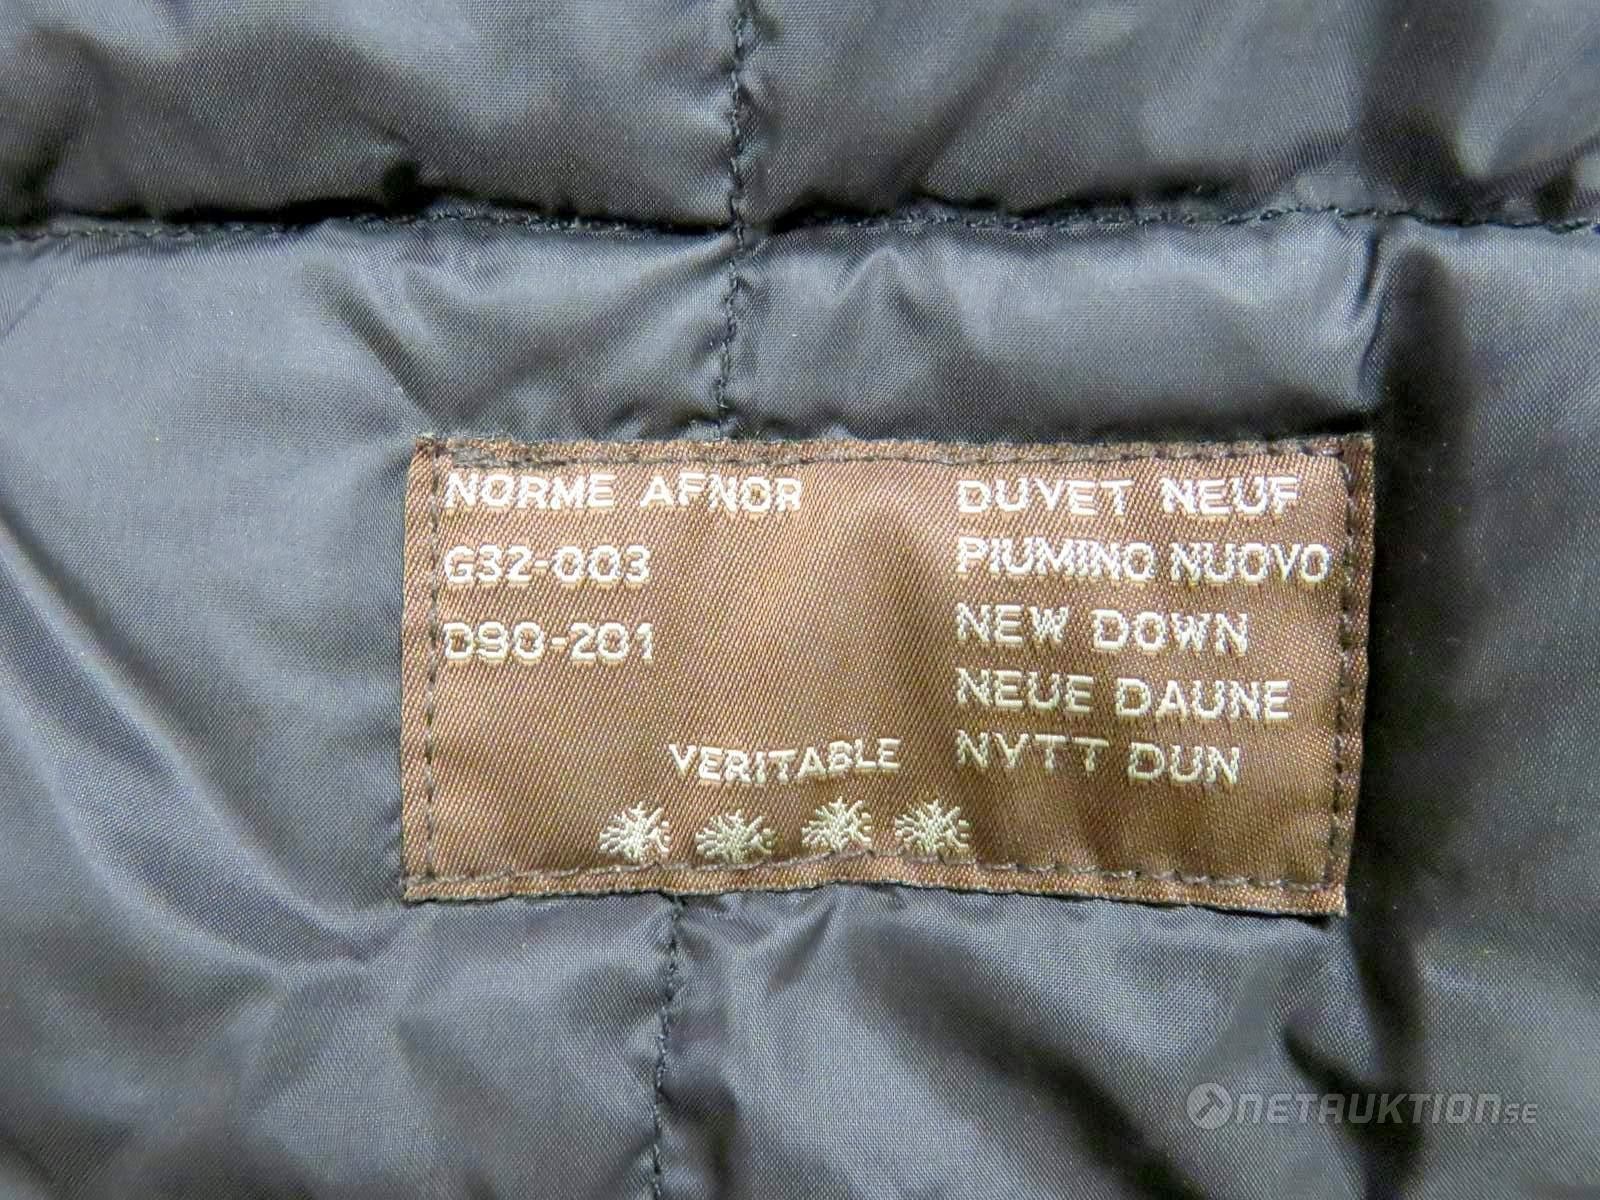 NORME AFNOR
G32-003
D90-201
VERITABLE
DUVET NEUF
PIUMINO NUOVO
NEW DOWN
NEUE DAUNE
NYTT DUN
NETAUKTION.SE